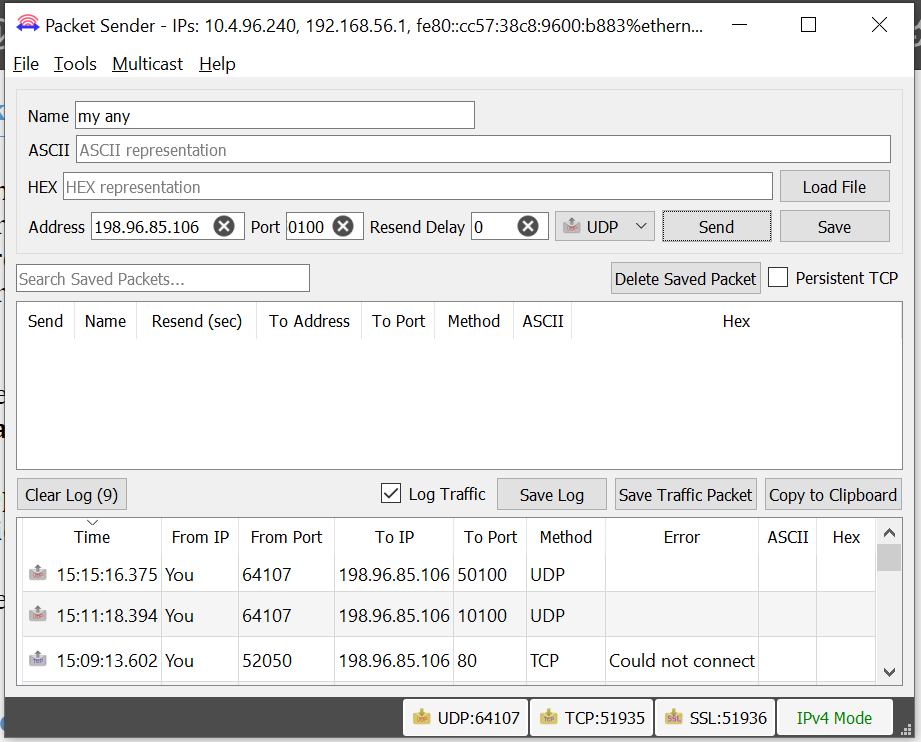 Packet Sender - IPs: 10.4.96.240, 192.168.56.1, fe80::cc57:38c8:9600:b883%ethern...
File Tools Multicast Help
Name my any
ASCII ASCII representation
HEX HEX representation Load File
Address 198.96.85.106 Port 0100 Resend Delay 0 UDP Send Save
Search Saved Packets... Delete Saved Packet Persistent TCP
Send Name Resend (sec) To Address To Port Method ASCII Hex
Clear Log (9) Log Traffic Save Log Save Traffic Packet Copy to Clipboard
Time From IP From Port To IP To Port Method Error ASCII Hex
15:15:16.375 You 64107 198.96.85.106 50100 UDP
15:11:18.394 You 64107 198.96.85.106 10100 UDP
15:09:13.602 You 52050 198.96.85.106 80 TCP Could not connect
UDP:64107 TCP:51935 SSL:51936 IPv4 Mode